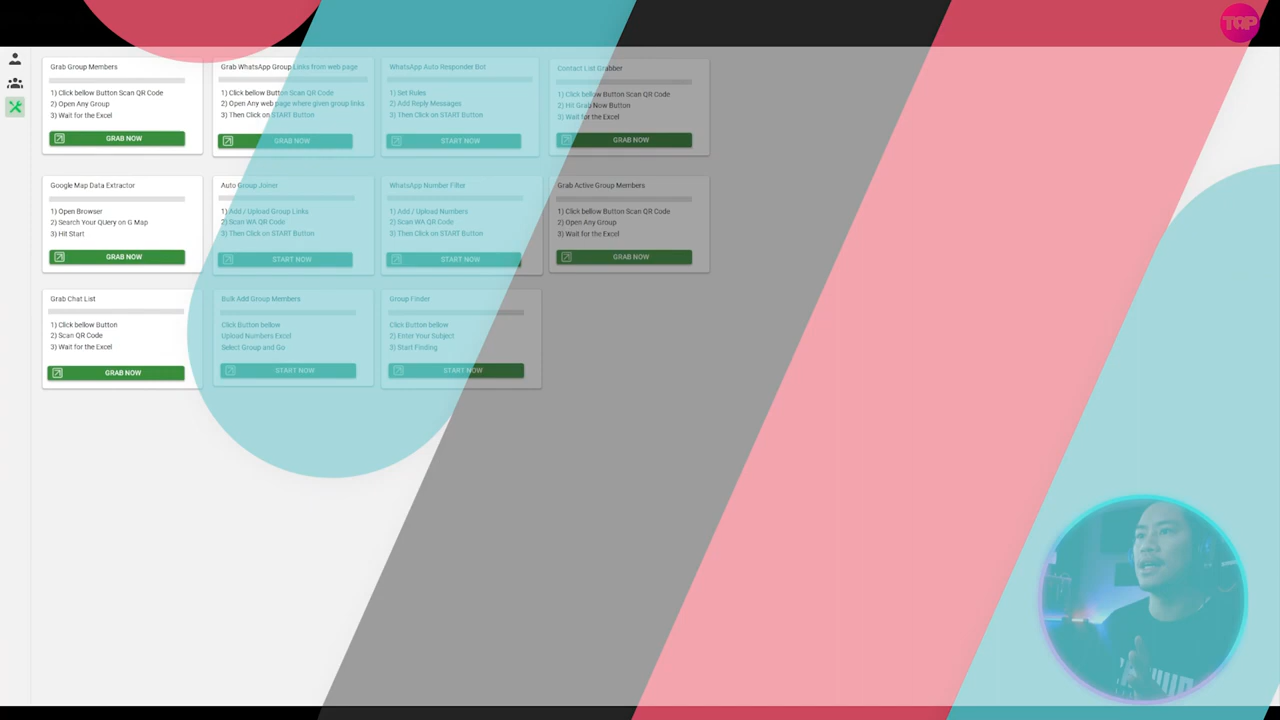 TOP
Grab Group Members
1) Click bellow Button Scan QR Code
2) Open Any Group
3) Wait for the Excel
GRAB NOW
Grab WhatsApp Group Links from web page
1) Click bellow Button Scan QR Code
2) Open Any web page where given group links
3) Then Click on START Button
GRAB NOW
WhatsApp Auto Responder Bot
1) Set Rules
2) Add Reply Messages
3) Then Click on START Button
START NOW
Contact List Grabber
1) Click bellow Button Scan QR Code
2) Hit Grab Now Button
3) Wait for the Excel
GRAB NOW
Google Map Data Extractor
1) Open Browser
2) Search Your QUery on G Map
3) Hit Start
GRAB NOW
Auto Group Joiner
1) Add / Upload Group Links
2) Scan WA QR Code
3) Then Click on START Button
START NOW
WhatsApp Number Filter
1) Add / Upload Numbers
2) Scan WA QR Code
3) Then Click on START Button
START NOW
Grab Active Group Members
1) Click bellow Button Scan QR Code
2) Open Any Group
3) Wait for the Excel
GRAB NOW
Grab Chat List
1) Click bellow Button
2) Scan QR Code
3) Wait for the Excel
GRAB NOW
Bulk Add Group Members
Click Button bellow
Upload Numbers Excel
Select Group and Go
START NOW
Group Finder
Click Button bellow
2) Enter Your Subject
3) Start Finding
START NOW